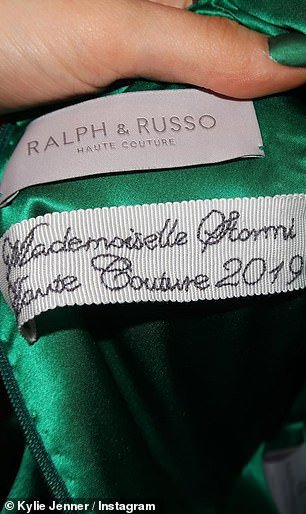 RALPH & RUSSO
HAUTE COUTURE
Mademoiselle Stormi
Haute Couture 2019
© Kylie Jenner / Instagram